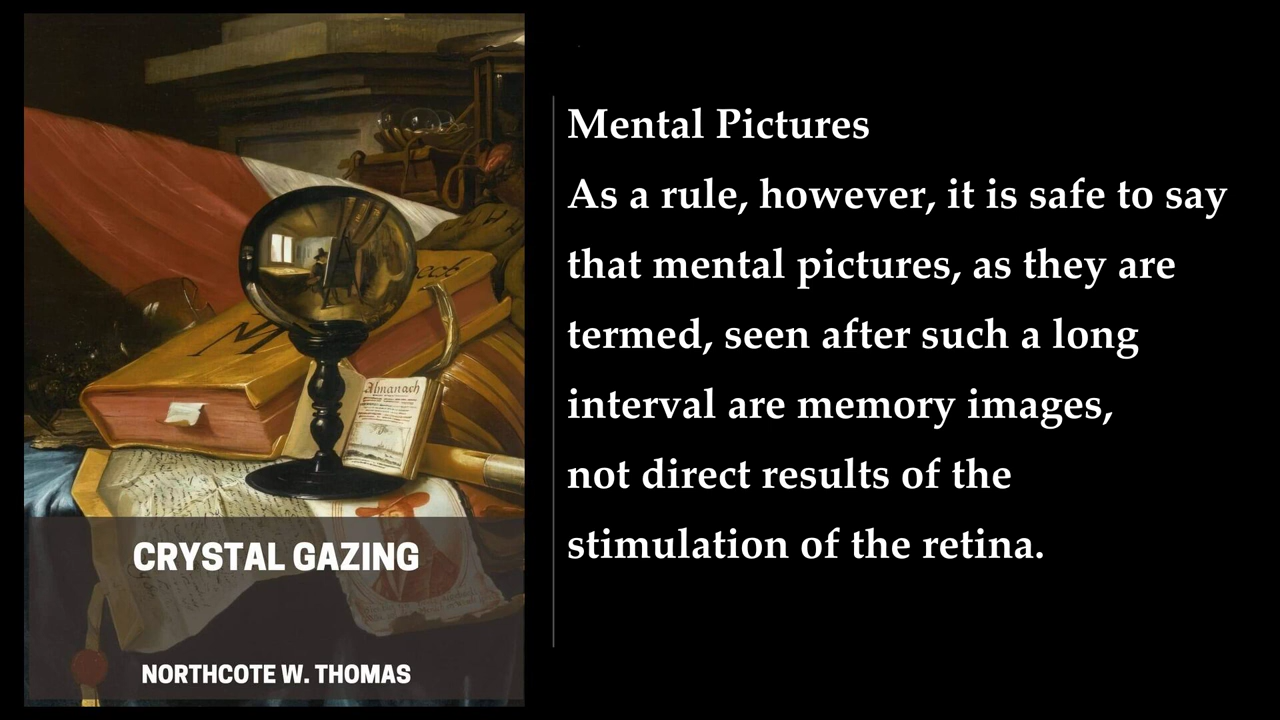 Mental Pictures
As a rule, however, it is safe to say
that mental pictures, as they are
termed, seen after such a long
interval are memory images,
not direct results of the
stimulation of the retina.
M
Almanach
CRYSTAL GAZING
NORTHCOTE W. THOMAS